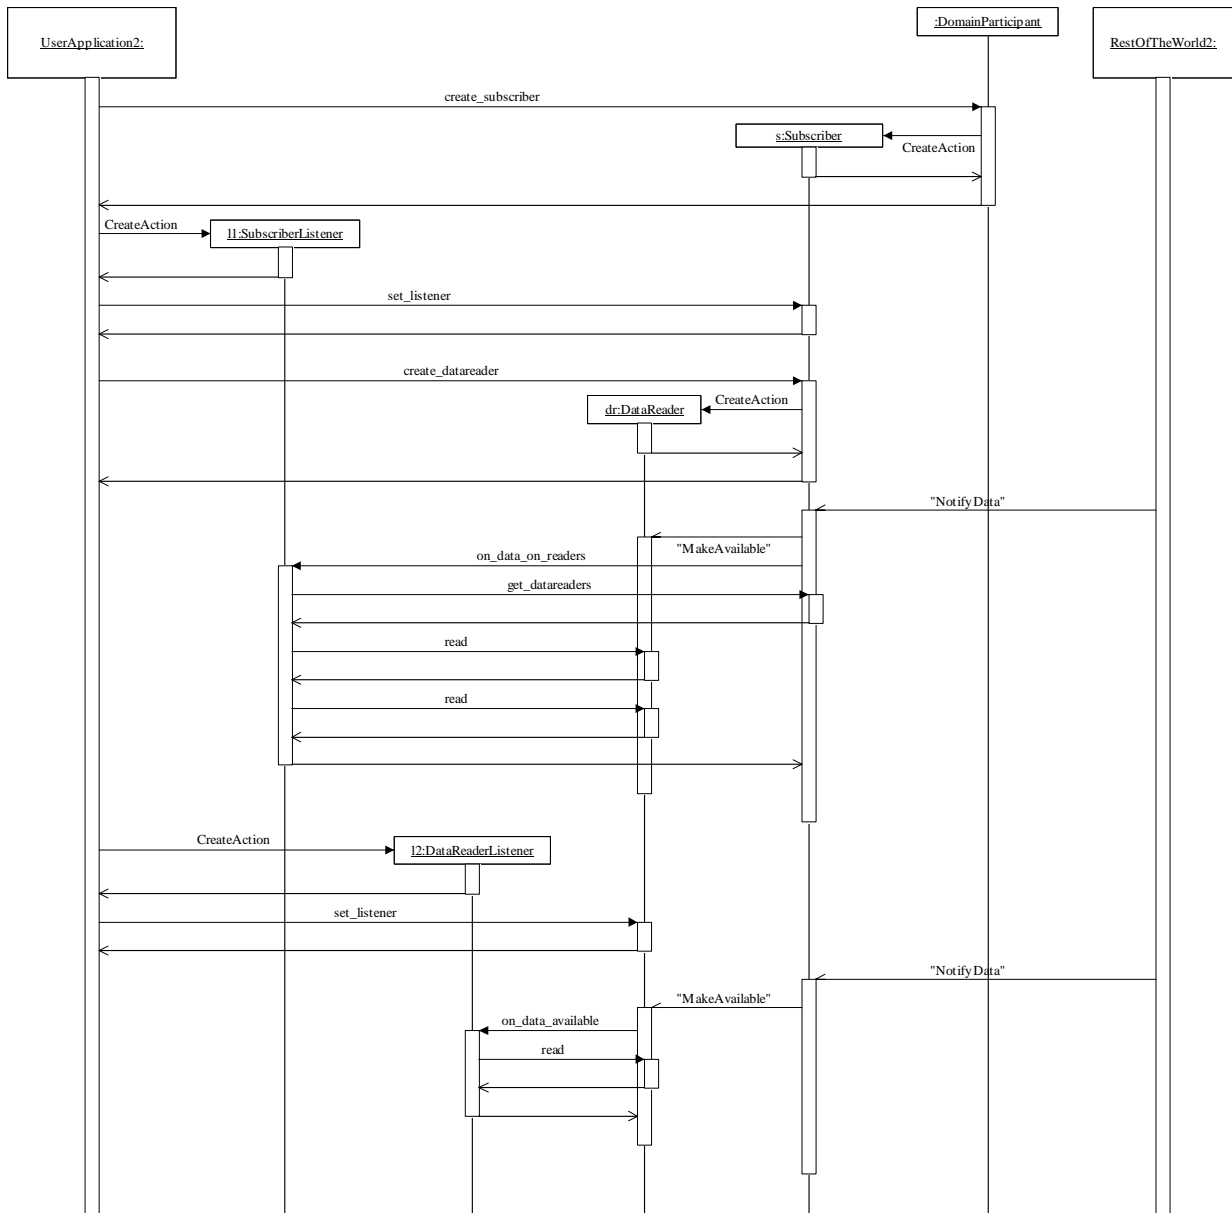 :DomainParticipant
UserApplication2:
RestOfTheWorld2:
create_subscriber
s:Subscriber
CreateAction
CreateAction
l1:SubscriberListener
set_listener
create_datareader
CreateAction
dr:DataReader
"NotifyData"
"MakeAvailable"
on_data_on_readers
get_datareaders
read
read
CreateAction
l2:DataReaderListener
set_listener
"NotifyData"
"MakeAvailable"
on_data_available
read